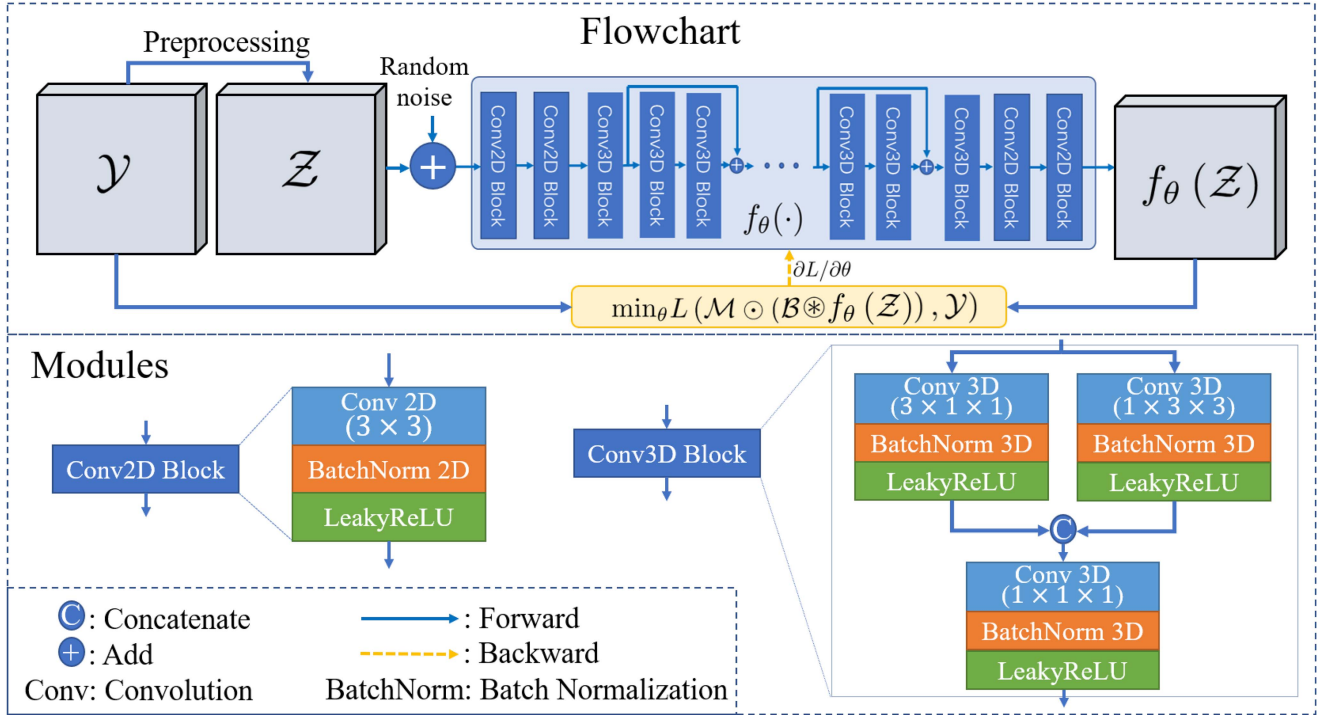 Flowchart
Preprocessing
Random
noise
𝒴
𝒵
+
Conv2D Block
Conv2D Block
Conv3D Block
Conv3D Block
Conv3D Block
+
...
Conv3D Block
Conv3D Block
+
Conv3D Block
Conv2D Block
Conv2D Block
f_θ(·)
f_θ (𝒵)
∂L/∂θ
min_θ L (ℳ ⊙ (ℬ ⊛ f_θ (𝒵)) , 𝒴)
Modules
Conv2D Block
Conv 2D
(3 × 3)
BatchNorm 2D
LeakyReLU
Conv3D Block
Conv 3D
(3 × 1 × 1)
BatchNorm 3D
LeakyReLU
Conv 3D
(1 × 3 × 3)
BatchNorm 3D
LeakyReLU
C
Conv 3D
(1 × 1 × 1)
BatchNorm 3D
LeakyReLU
C : Concatenate
+ : Add
Conv: Convolution
: Forward
: Backward
BatchNorm: Batch Normalization